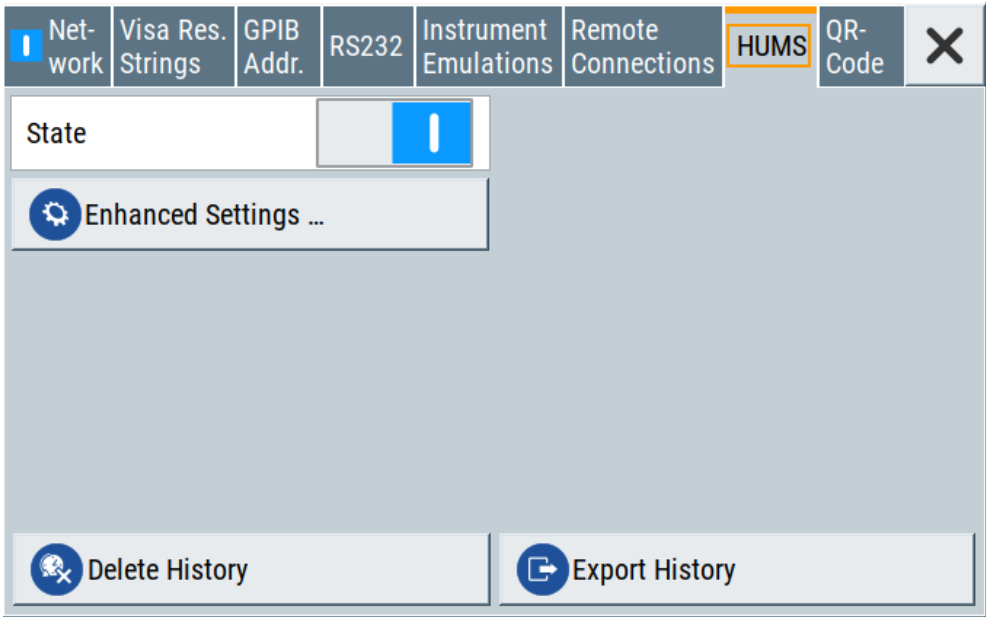 Net-
work
Visa Res.
Strings
GPIB
Addr.
RS232
Instrument
Emulations
Remote
Connections
HUMS
QR-
Code
State
Enhanced Settings ...
Delete History
Export History